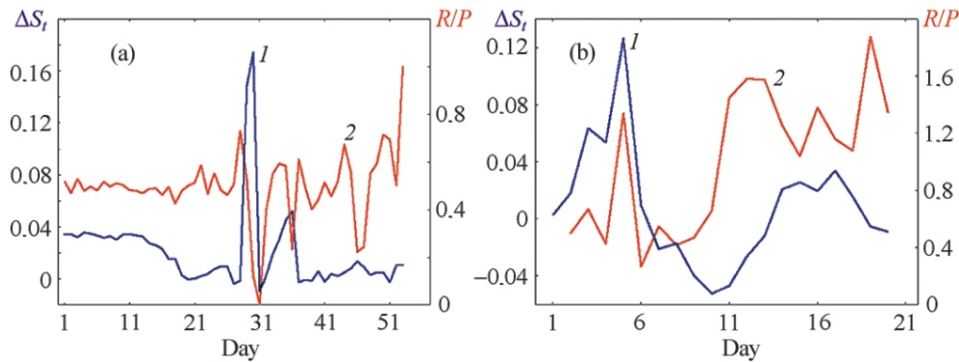 ΔS_t R/P
(a) 1
0.16
0.12 2 0.8
0.08
0.04 0.4
0
0
1 11 21 31 41 51
Day
ΔS_t R/P
0.12 (b) 1
2 1.6
0.08
1.2
0.04
0.8
0
0.4
−0.04
0
1 6 11 16 21
Day